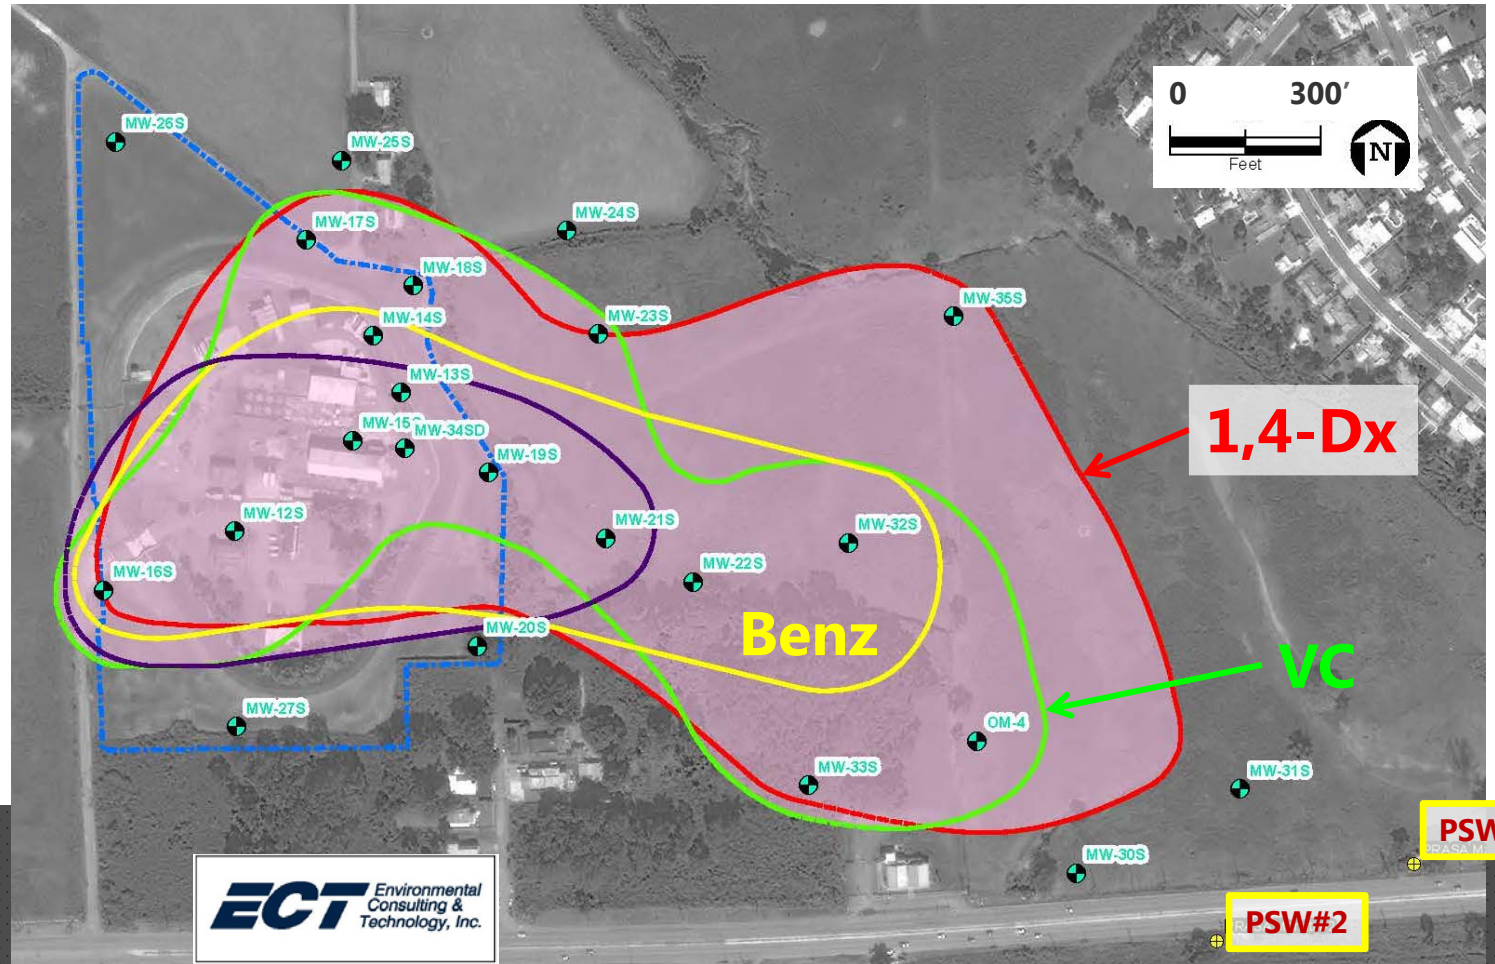 0 300′
Feet
N
MW-26S
MW-25S
MW-24S
MW-17S
MW-18S
MW-14S
MW-23S
MW-35S
MW-13S
MW-15
MW-34SD
MW-19S
1,4-Dx
MW-12S
MW-21S
MW-32S
MW-22S
MW-16S
MW-20S
Benz
VC
MW-27S
OM-4
MW-33S
MW-31S
MW-30S
PSW
PRASA M
PSW#2
ECT Environmental
Consulting &
Technology, Inc.